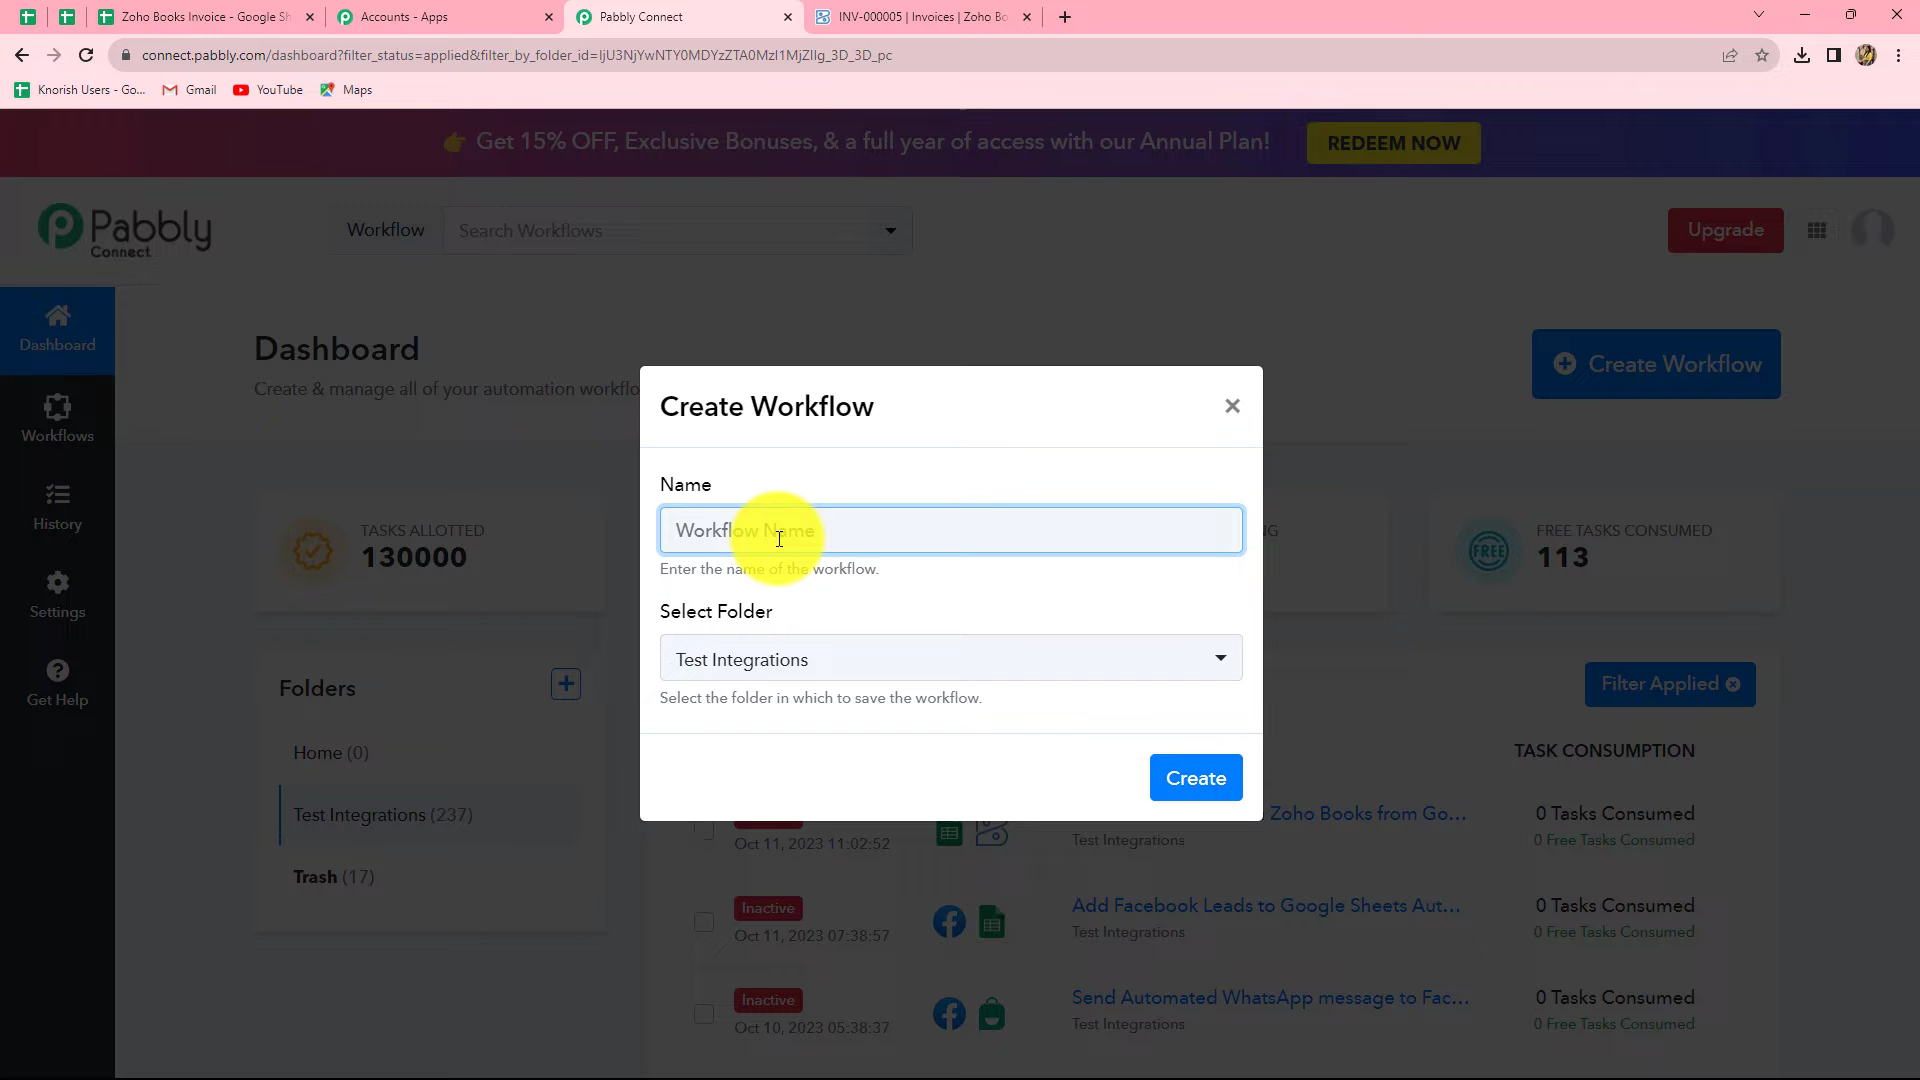 Zoho Books Invoice - Google Sh
Accounts - Apps
Pabbly Connect
INV-000005 | Invoices | Zoho Bo
connect.pabbly.com/dashboard?filter_status=applied&filter_by_folder_id=IjU3NjYwNTY0MDYzZTA0MzI1MjZlIg_3D_3D_pc
Knorish Users - Go...
Gmail
YouTube
Maps
Get 15% OFF, Exclusive Bonuses, & a full year of access with our Annual Plan!
REDEEM NOW
Pabbly
Connect
Workflow
Search Workflows
Upgrade
Dashboard
Workflows
History
Settings
Get Help
Dashboard
Create & manage all of your automation workflo
Create Workflow
TASKS ALLOTTED
130000
NG
FREE TASKS CONSUMED
FREE
113
Folders
Home (0)
Test Integrations (237)
Trash (17)
Create Workflow
Name
Workflow Name
Enter the name of the workflow.
Select Folder
Test Integrations
Select the folder in which to save the workflow.
Create
Filter Applied
TASK CONSUMPTION
Oct 11, 2023 11:02:52
Zoho Books from Go...
Test Integrations
0 Tasks Consumed
0 Free Tasks Consumed
Inactive
Oct 11, 2023 07:38:57
Add Facebook Leads to Google Sheets Aut...
Test Integrations
0 Tasks Consumed
0 Free Tasks Consumed
Inactive
Oct 10, 2023 05:38:37
Send Automated WhatsApp message to Fac...
Test Integrations
0 Tasks Consumed
0 Free Tasks Consumed